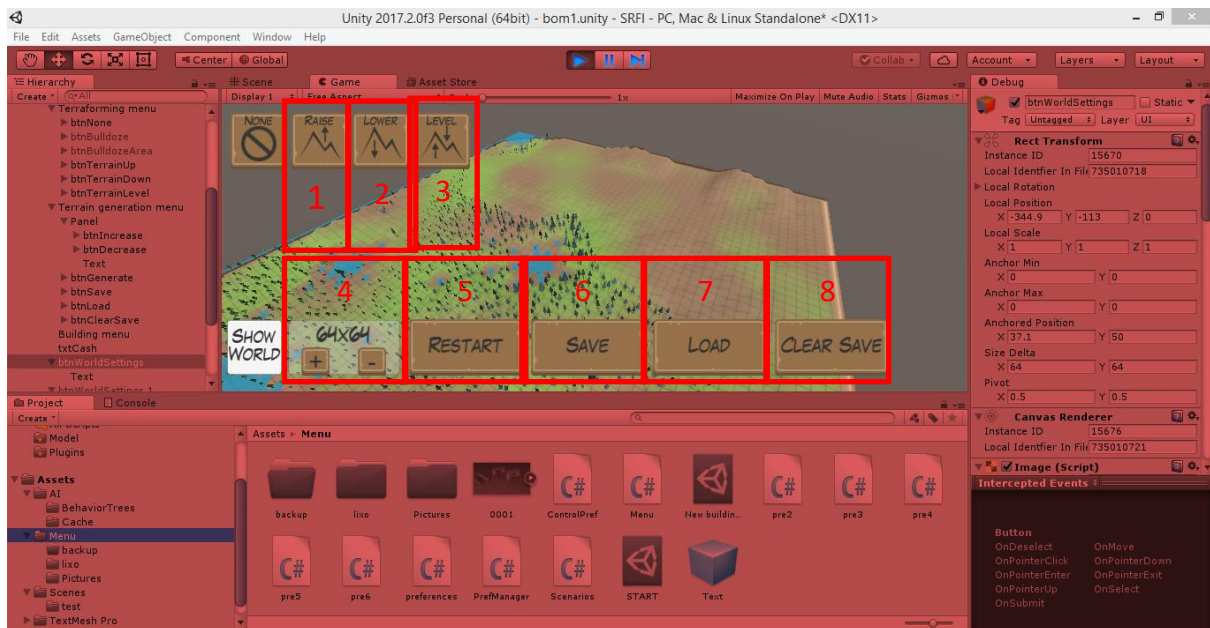 Unity 2017.2.0f3 Personal (64bit) - bom1.unity - SRFI - PC, Mac & Linux Standalone* <DX11>
File Edit Assets GameObject Component Window Help
Center Global
Collab
Account Layers Layout
Hierarchy
Create All
Terraforming menu
btnNone
btnBulldoze
btnBulldozeArea
btnTerrainUp
btnTerrainDown
btnTerrainLevel
Terrain generation menu
Panel
btnIncrease
btnDecrease
Text
btnGenerate
btnSave
btnLoad
btnClearSave
Building menu
txtCash
btnWorldSettings
Text
btnWorldSettings 1
Scene Game Asset Store
Display 1 Free Aspect 1x Maximize On Play Mute Audio Stats Gizmos
NONE RAISE LOWER LEVEL
1 2 3
4 5 6 7 8
SHOW WORLD
64X64
+ -
RESTART SAVE LOAD CLEAR SAVE
Debug
btnWorldSettings Static
Tag Untagged Layer UI
Rect Transform
Instance ID 15670
Local Identfier In File 735010718
Local Rotation
Local Position
X -344.9 Y -113 Z 0
Local Scale
X 1 Y 1 Z 1
Anchor Min
X 0 Y 0
Anchor Max
X 0 Y 0
Anchored Position
X 37.1 Y 50
Size Delta
X 64 Y 64
Pivot
X 0.5 Y 0.5
Canvas Renderer
Instance ID 15676
Local Identfier In File 735010721
Image (Script)
Intercepted Events
Button
OnDeselect OnMove
OnPointerClick OnPointerDown
OnPointerEnter OnPointerExit
OnPointerUp OnSelect
OnSubmit
Project Console
Create
Model
Plugins
Assets
AI
BehaviorTrees
Cache
Menu
backup
lixo
Pictures
Scenes
test
TextMesh Pro
Assets Menu
backup lixo Pictures 0001 ControlPref Menu New buildin... pre2 pre3 pre4
pre5 pre6 preferences PrefManager Scenarios START Text